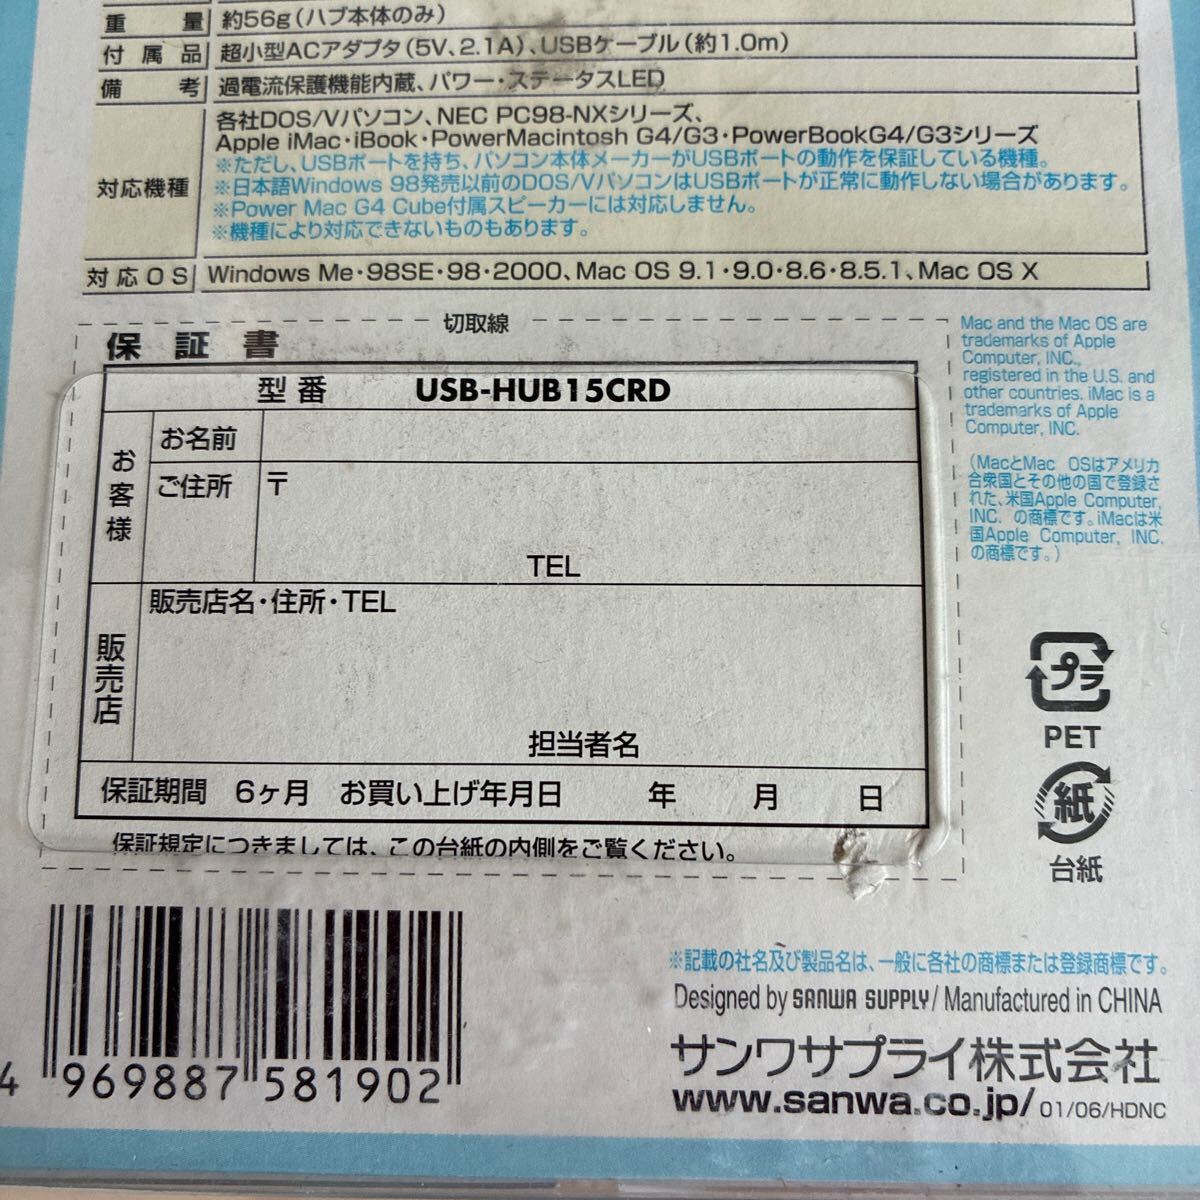 重量 約56g(ハブ本体のみ)
付属品 超小型ACアダプタ(5V、2.1A)、USBケーブル(約1.0m)
備考 過電流保護機能内蔵、パワー・ステータスLED
対応機種 各社DOS/Vパソコン、NEC PC98-NXシリーズ、
Apple iMac・iBook・PowerMacintosh G4/G3・PowerBookG4/G3シリーズ
※ただし、USBポートを持ち、パソコン本体メーカーがUSBポートの動作を保証している機種。
※日本語Windows 98発売以前のDOS/VパソコンはUSBポートが正常に動作しない場合があります。
※Power Mac G4 Cube付属スピーカーには対応しません。
※機種により対応できないものもあります。
対応OS Windows Me・98SE・98・2000、Mac OS 9.1・9.0・8.6・8.5.1、Mac OS X
切取線
保証書
型番 USB-HUB15CRD
お客様
お名前
ご住所 〒
TEL
販売店
販売店名・住所・TEL
担当者名
保証期間 6ヶ月 お買い上げ年月日 年 月 日
保証規定につきましては、この台紙の内側をご覧ください。
Mac and the Mac OS are
trademarks of Apple
Computer, INC.,
registered in the U.S. and
other countries. iMac is a
trademarks of Apple
Computer, INC.
(MacとMac OSはアメリカ
合衆国とその他の国で登録さ
れた、米国Apple Computer,
INC. の商標です。iMacは米
国Apple Computer, INC.
の商標です。)
プラ
PET
紙
台紙
4 969887 581902
※記載の社名及び製品名は、一般に各社の商標または登録商標です。
Designed by SANWA SUPPLY/Manufactured in CHINA
サンワサプライ株式会社
www.sanwa.co.jp/ 01/06/HDNC